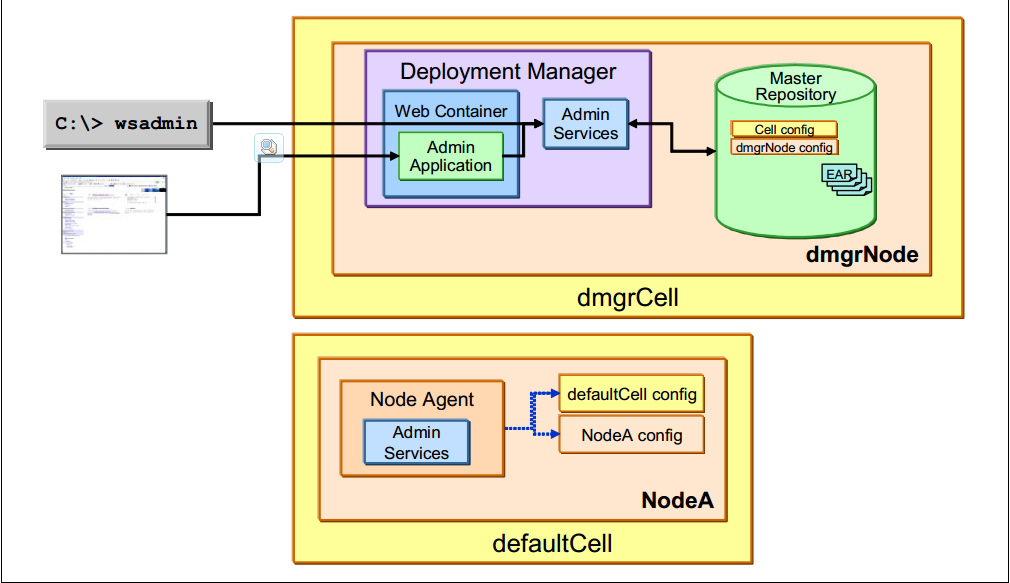 C:\> wsadmin
Deployment Manager
Web Container
Admin
Application
Admin
Services
Master
Repository
Cell config
dmgrNode config
EAR
dmgrNode
dmgrCell
Node Agent
Admin
Services
defaultCell config
NodeA config
NodeA
defaultCell